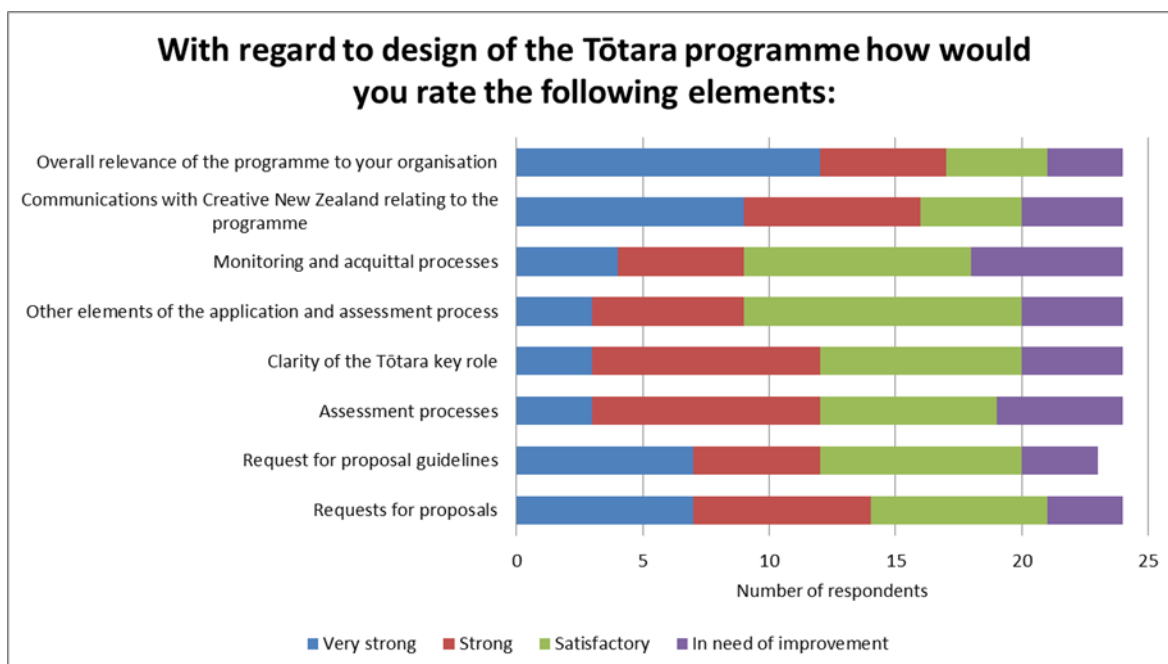 With regard to design of the Tōtara programme how would
you rate the following elements:
Overall relevance of the programme to your organisation
Communications with Creative New Zealand relating to the
programme
Monitoring and acquittal processes
Other elements of the application and assessment process
Clarity of the Tōtara key role
Assessment processes
Request for proposal guidelines
Requests for proposals
0 5 10 15 20 25
Number of respondents
Very strong Strong Satisfactory In need of improvement